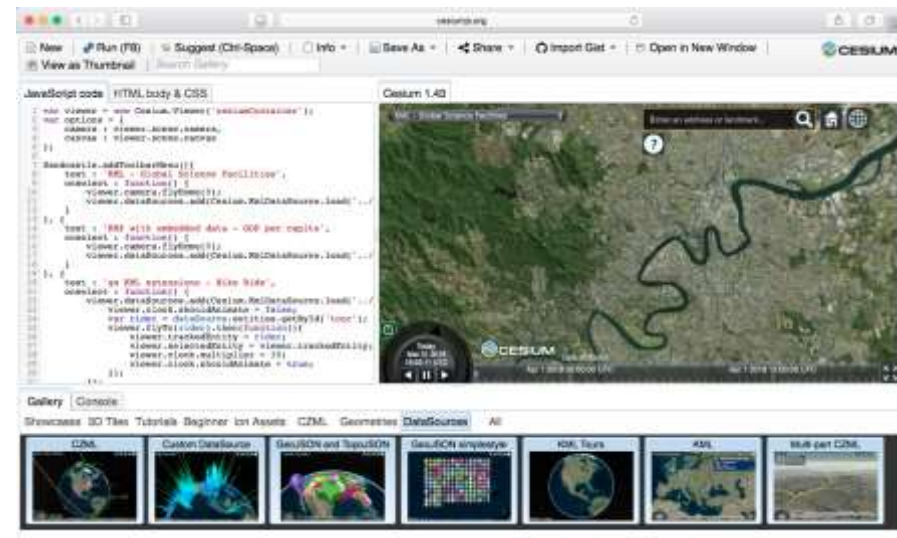 cesiumjs.org
New Run (F8) Suggest (Ctrl-Space) Info Save As Share Import Gist Open in New Window CESIUM
View as Thumbnail Search Gallery
JavaScript code HTML body & CSS Cesium 1.43
var viewer = new Cesium.Viewer('cesiumContainer');
var options = {
camera : viewer.scene.camera,
canvas : viewer.scene.canvas
};
Sandcastle.addToolbarMenu([{
text : 'KML - Global Science Facilities',
onselect : function() {
viewer.camera.flyHome(0);
viewer.dataSources.add(Cesium.KmlDataSource.load('../
}
}, {
text : 'KMZ with embedded data - GDP per capita',
onselect : function() {
viewer.camera.flyHome(0);
viewer.dataSources.add(Cesium.KmlDataSource.load('../
}
}, {
text : 'gx KML extensions - Bike Ride',
onselect : function() {
viewer.dataSources.add(Cesium.KmlDataSource.load('../
viewer.clock.shouldAnimate = false;
var rider = dataSource.entities.getById('tour');
viewer.flyTo(rider).then(function(){
viewer.trackedEntity = rider;
viewer.selectedEntity = viewer.trackedEntity;
viewer.clock.multiplier = 30;
viewer.clock.shouldAnimate = true;
});
});
KML - Global Science Facilities
Enter an address or landmark...
?
Today
CESIUM
Gallery Console
Showcases 3D Tiles Tutorials Beginner ion Assets CZML Geometries DataSources All
CZML Custom DataSource GeoJSON and TopoJSON GeoJSON simplestyle KML Tours KML Multi-part CZML